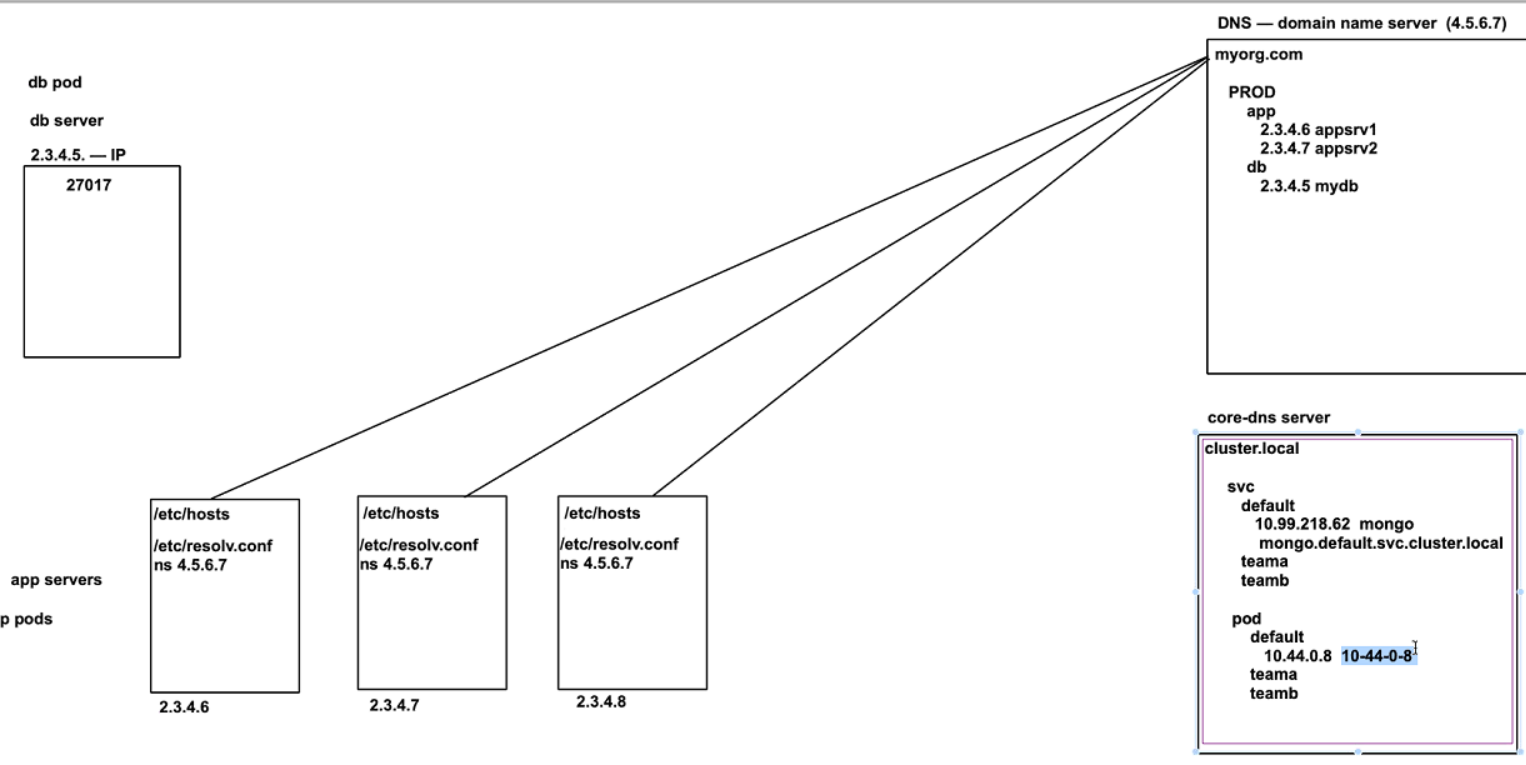 DNS — domain name server (4.5.6.7)
myorg.com
PROD
app
2.3.4.6 appsrv1
2.3.4.7 appsrv2
db
2.3.4.5 mydb
db pod
db server
2.3.4.5. — IP
27017
core-dns server
cluster.local
svc
default
10.99.218.62 mongo
mongo.default.svc.cluster.local
teama
teamb
pod
default
10.44.0.8 10-44-0-8
teama
teamb
app servers
p pods
/etc/hosts
/etc/resolv.conf
ns 4.5.6.7
2.3.4.6
/etc/hosts
/etc/resolv.conf
ns 4.5.6.7
2.3.4.7
/etc/hosts
/etc/resolv.conf
ns 4.5.6.7
2.3.4.8